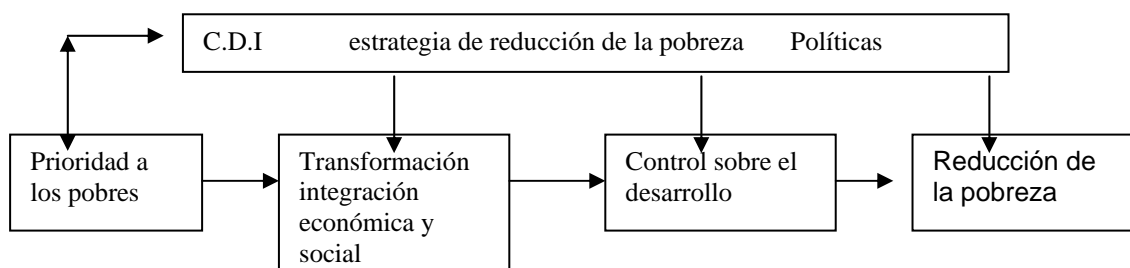 C.D.I estrategia de reducción de la pobreza Políticas
Prioridad a
los pobres
Transformación
integración
económica y
social
Control sobre el
desarrollo
Reducción de
la pobreza